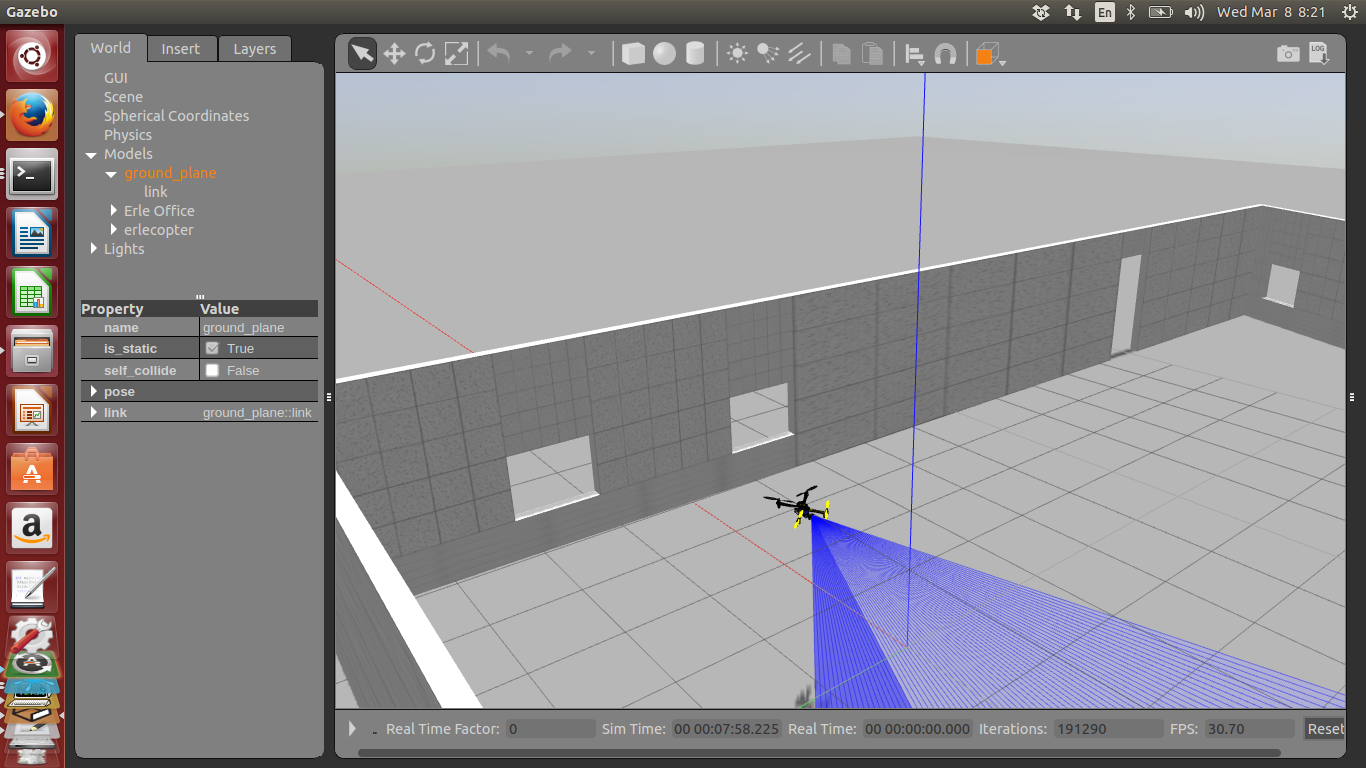 Gazebo
En
Wed Mar 8 8:21
World Insert Layers
GUI
Scene
Spherical Coordinates
Physics
Models
ground_plane
link
Erle Office
erlecopter
Lights
Property Value
name ground_plane
is_static True
self_collide False
pose
link ground_plane::link
LOG
Real Time Factor: 0 Sim Time: 00 00:07:58.225 Real Time: 00 00:00:00.000 Iterations: 191290 FPS: 30.70 Reset